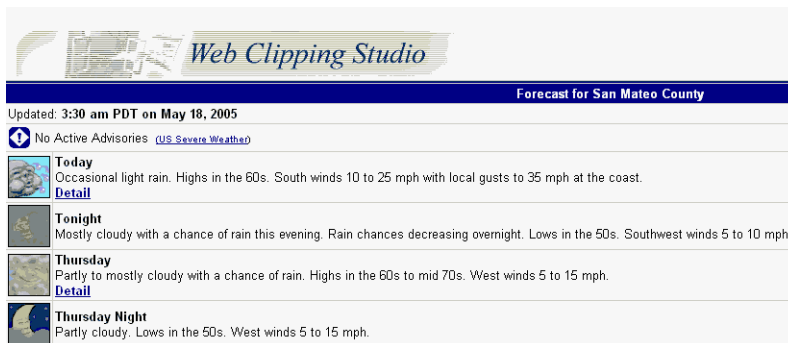 Web Clipping Studio
Forecast for San Mateo County
Updated: 3:30 am PDT on May 18, 2005
No Active Advisories (US Severe Weather)
Today
Occasional light rain. Highs in the 60s. South winds 10 to 25 mph with local gusts to 35 mph at the coast.
Detail
Tonight
Mostly cloudy with a chance of rain this evening. Rain chances decreasing overnight. Lows in the 50s. Southwest winds 5 to 10 mph
Thursday
Partly to mostly cloudy with a chance of rain. Highs in the 60s to mid 70s. West winds 5 to 15 mph.
Detail
Thursday Night
Partly cloudy. Lows in the 50s. West winds 5 to 15 mph.